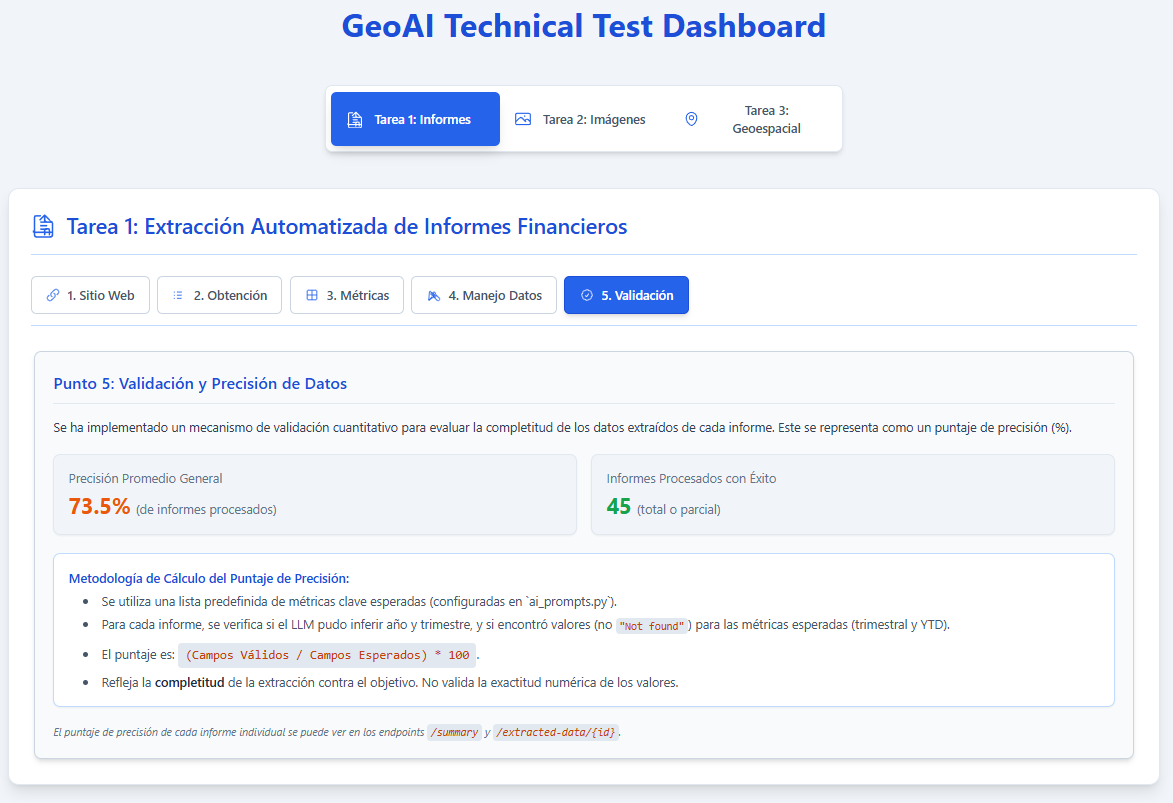 GeoAI Technical Test Dashboard
Tarea 1: Informes
Tarea 2: Imágenes
Tarea 3:
Geoespacial
Tarea 1: Extracción Automatizada de Informes Financieros
1. Sitio Web
2. Obtención
3. Métricas
4. Manejo Datos
5. Validación
Punto 5: Validación y Precisión de Datos
Se ha implementado un mecanismo de validación cuantitativo para evaluar la completitud de los datos extraídos de cada informe. Este se representa como un puntaje de precisión (%).
Precisión Promedio General
73.5% (de informes procesados)
Informes Procesados con Éxito
45 (total o parcial)
Metodología de Cálculo del Puntaje de Precisión:
Se utiliza una lista predefinida de métricas clave esperadas (configuradas en `ai_prompts.py`).
Para cada informe, se verifica si el LLM pudo inferir año y trimestre, y si encontró valores (no "Not found") para las métricas esperadas (trimestral y YTD).
El puntaje es: (Campos Válidos / Campos Esperados) * 100.
Refleja la completitud de la extracción contra el objetivo. No valida la exactitud numérica de los valores.
El puntaje de precisión de cada informe individual se puede ver en los endpoints /summary y /extracted-data/{id}.